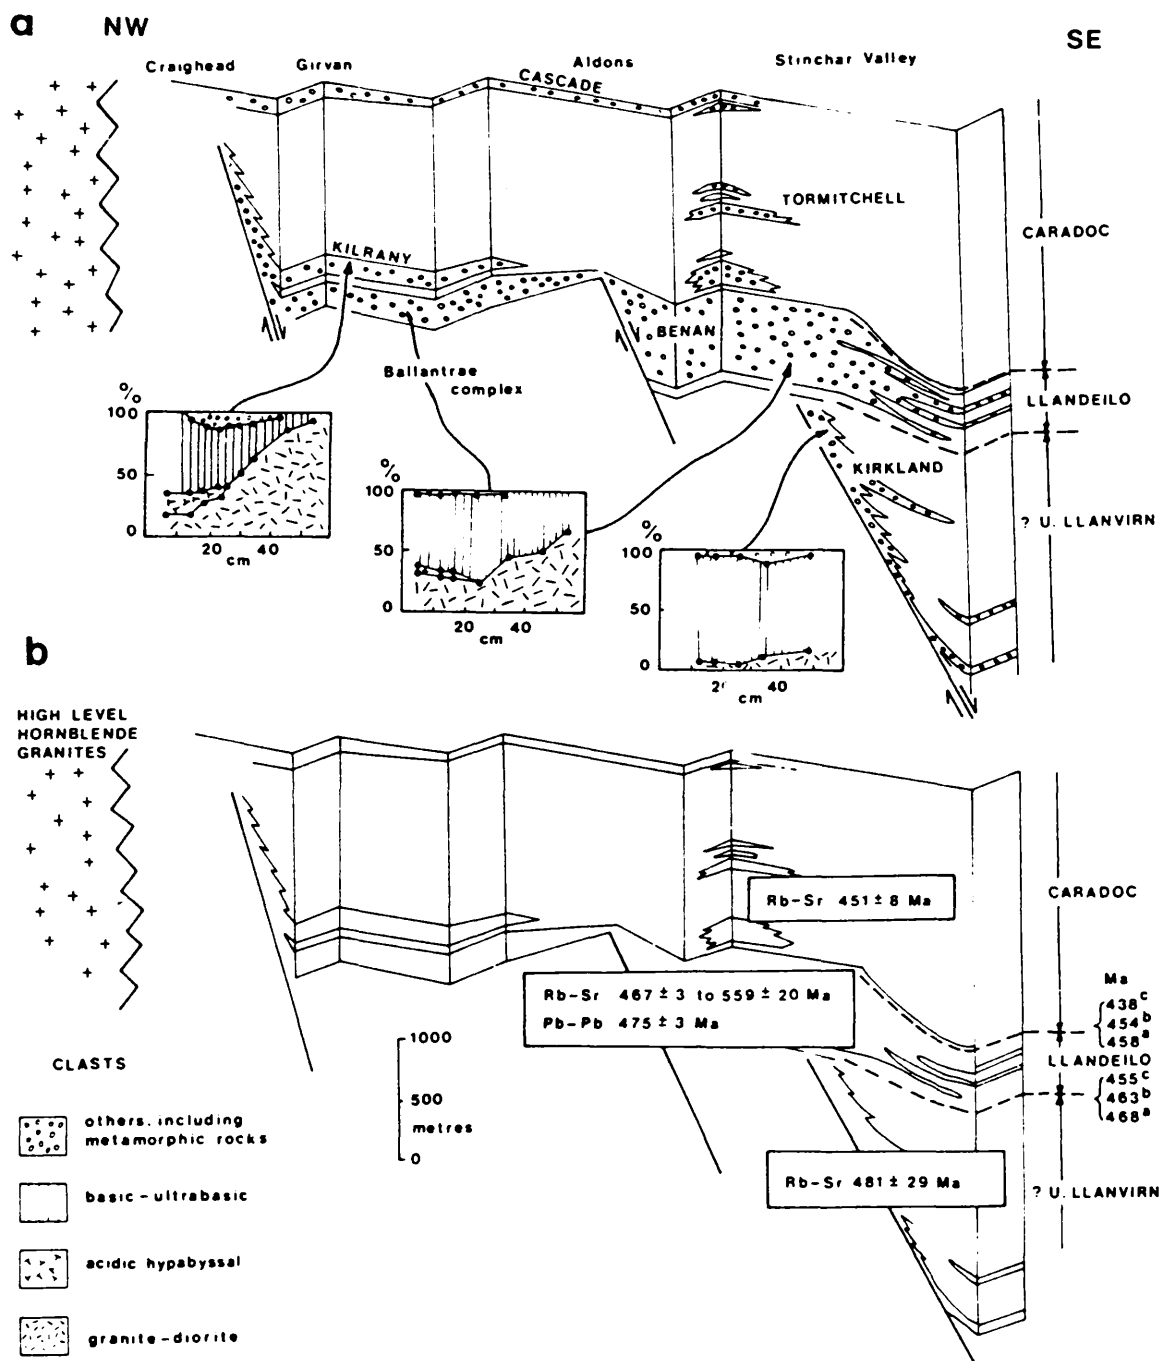 a
NW
SE
Craighead
Girvan
Aldons
Stinchar Valley
CASCADE
TORMITCHELL
CARADOC
KILRANY
BENAN
Ballantrae
complex
LLANDEILO
KIRKLAND
? U. LLANVIRN
%
100
50
0
20
40
cm
%
100
50
0
20
40
cm
%
100
50
0
40
cm
b
HIGH LEVEL
HORNBLENDE
GRANITES
CARADOC
Rb-Sr 451 ± 8 Ma
Rb-Sr 467 ± 3 to 559 ± 20 Ma
Pb-Pb 475 ± 3 Ma
Ma
438c
454b
458a
LLANDEILO
455c
463b
468a
1000
500
metres
0
Rb-Sr 481 ± 29 Ma
? U. LLANVIRN
CLASTS
others, including
metamorphic rocks
basic-ultrabasic
acidic hypabyssal
granite-diorite